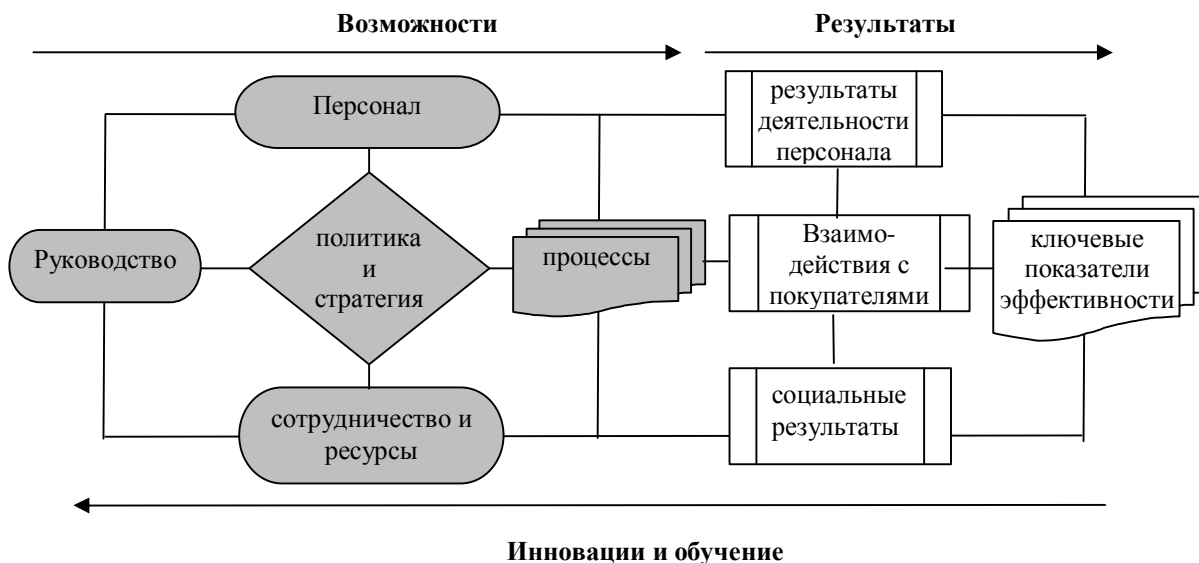 Возможности
Результаты
Персонал
результаты
деятельности
персонала
Руководство
политика
и
стратегия
процессы
Взаимо-
действия с
покупателями
ключевые
показатели
эффективности
сотрудничество и
ресурсы
социальные
результаты
Инновации и обучение